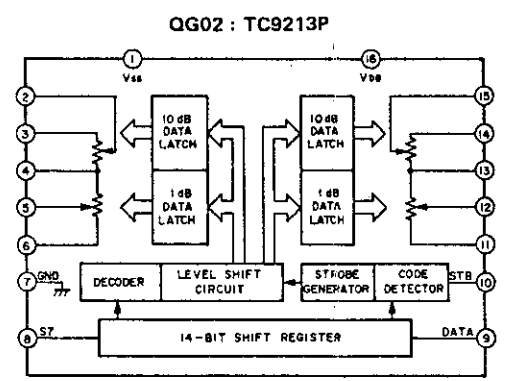 QG02 : TC9213P
1
16
Vss
VDD
2
15
10 dB
DATA
LATCH
10 dB
DATA
LATCH
3
14
4
13
1 dB
DATA
LATCH
1 dB
DATA
LATCH
5
12
6
11
7
GND
DECODER
LEVEL SHIFT
CIRCUIT
STROBE
GENERATOR
CODE
DETECTOR
STB
10
8
S7
14-BIT SHIFT REGISTER
DATA
9